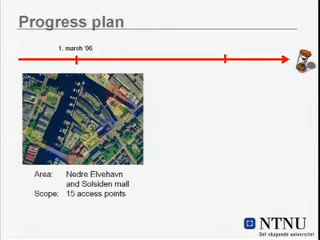 Progress plan
1. march '06
Area: Nedre Elvehavn
and Solsiden mall
Scope: 15 access points
NTNU
Det skapende universitet